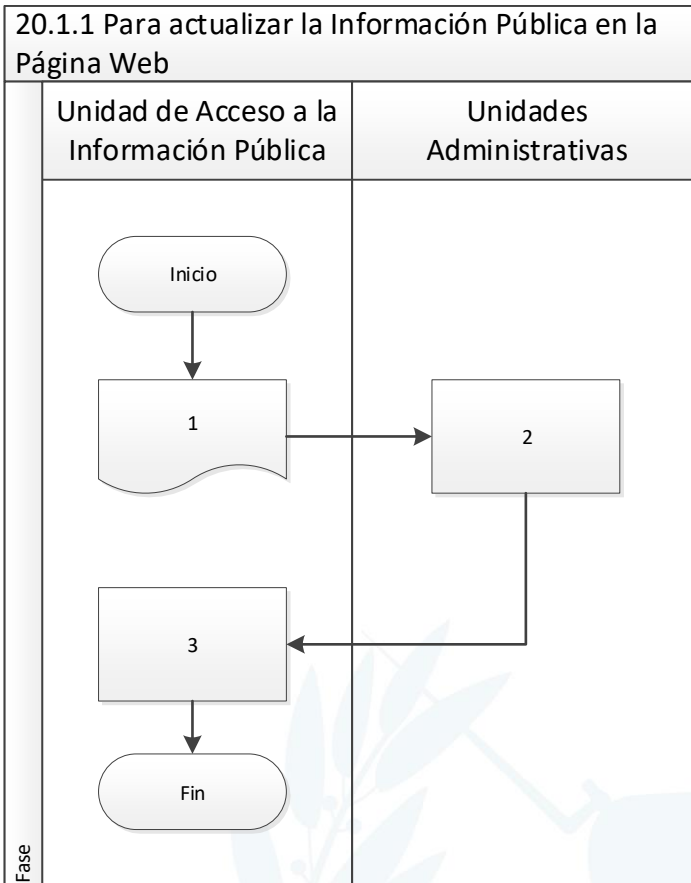 20.1.1 Para actualizar la Información Pública en la
Página Web
Unidad de Acceso a la
Información Pública
Unidades
Administrativas
Inicio
1
2
3
Fin
Fase